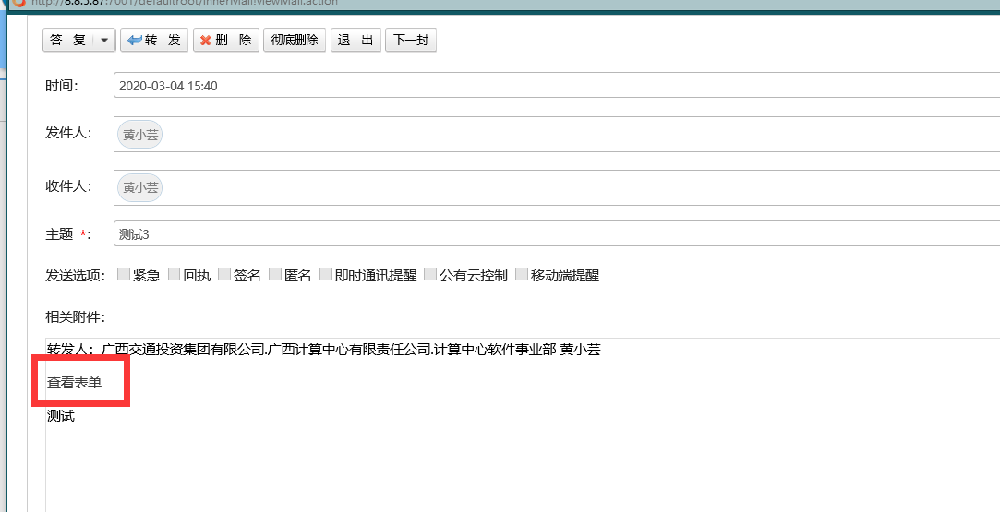 http://8.8.5.87:7001/defaultroot/innerMail!viewMail.action
答 复 转 发 删 除 彻底删除 退 出 下一封
时间: 2020-03-04 15:40
发件人: 黄小芸
收件人: 黄小芸
主题 *: 测试3
发送选项: 紧急 回执 签名 匿名 即时通讯提醒 公有云控制 移动端提醒
相关附件:
转发人：广西交通投资集团有限公司.广西计算中心有限责任公司.计算中心软件事业部 黄小芸
查看表单
测试